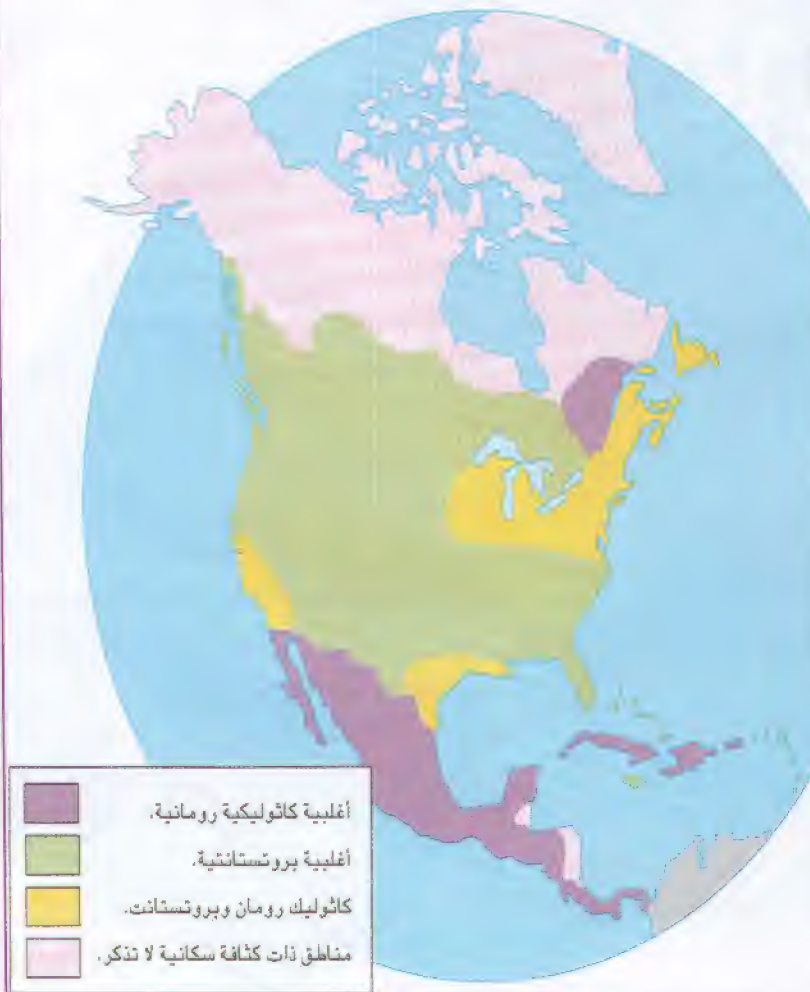 أغلبية كاثوليكية رومانية.
أغلبية بروتستانتية.
كاثوليك رومان وبروتستانت.
مناطق ذات كثافة سكانية لا تذكر.